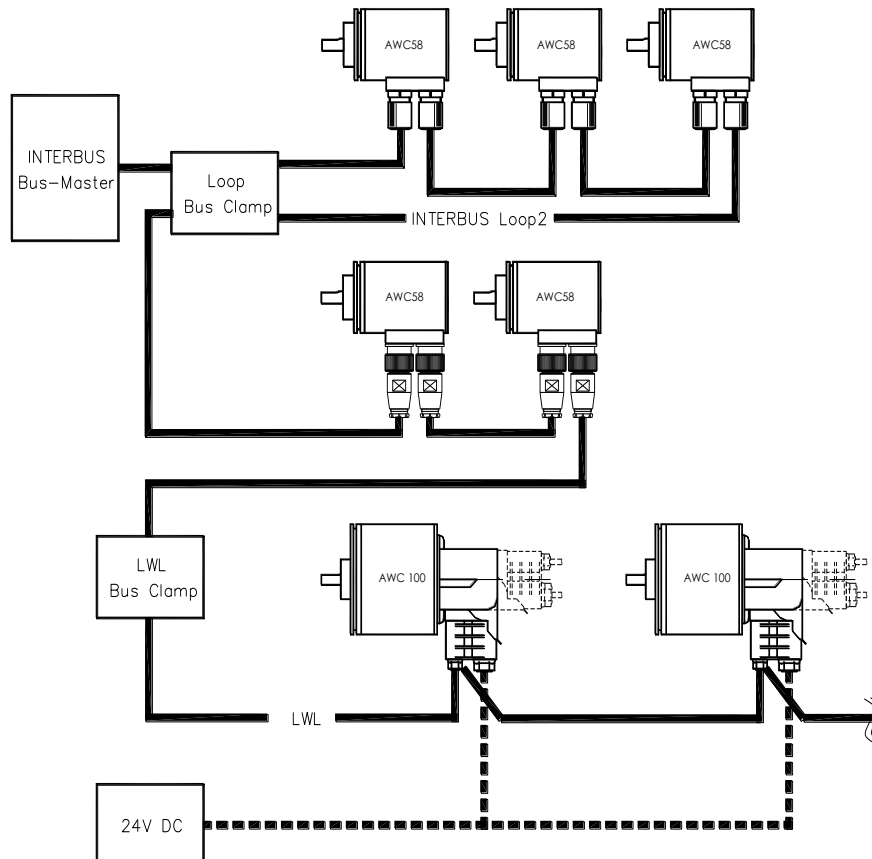 AWC58
AWC58
AWC58
INTERBUS
Bus-Master
Loop
Bus Clamp
INTERBUS Loop2
AWC58
AWC58
LWL
Bus Clamp
AWC 100
AWC 100
LWL
24V DC